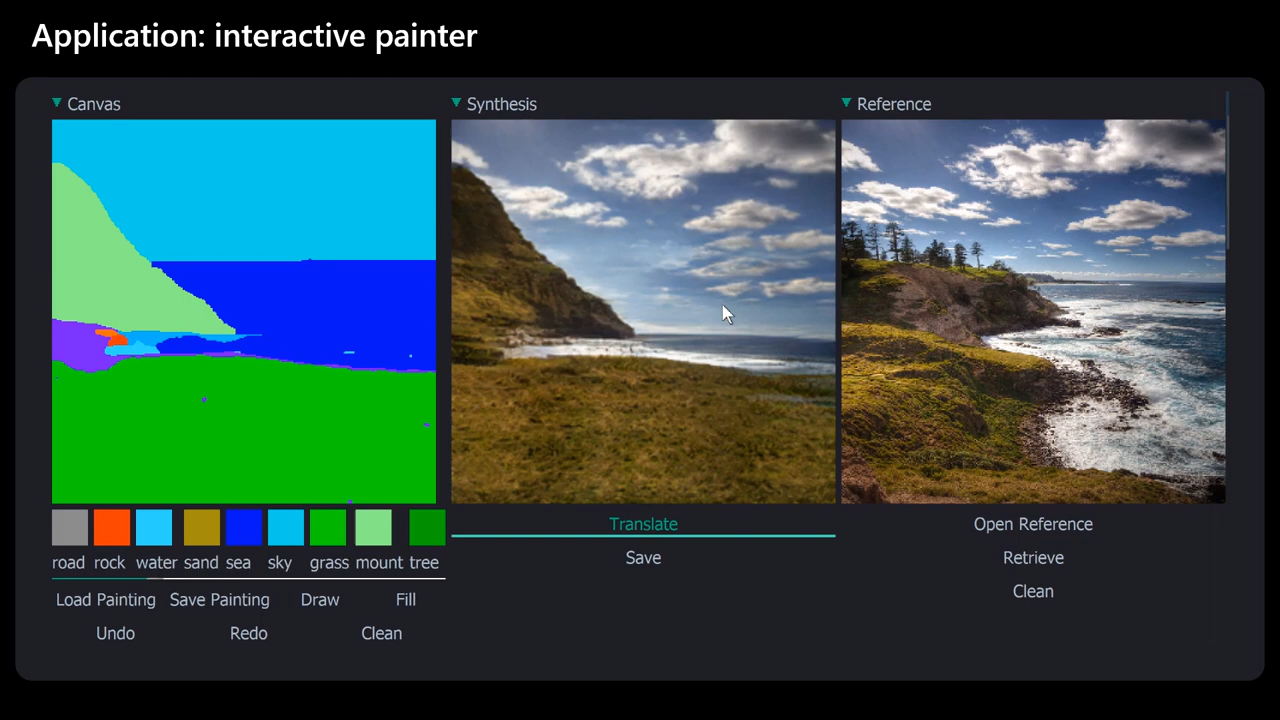 Application: interactive painter
Canvas
Synthesis
Reference
road rock water sand sea sky grass mount tree
Load Painting Save Painting Draw Fill
Undo Redo Clean
Translate
Save
Open Reference
Retrieve
Clean